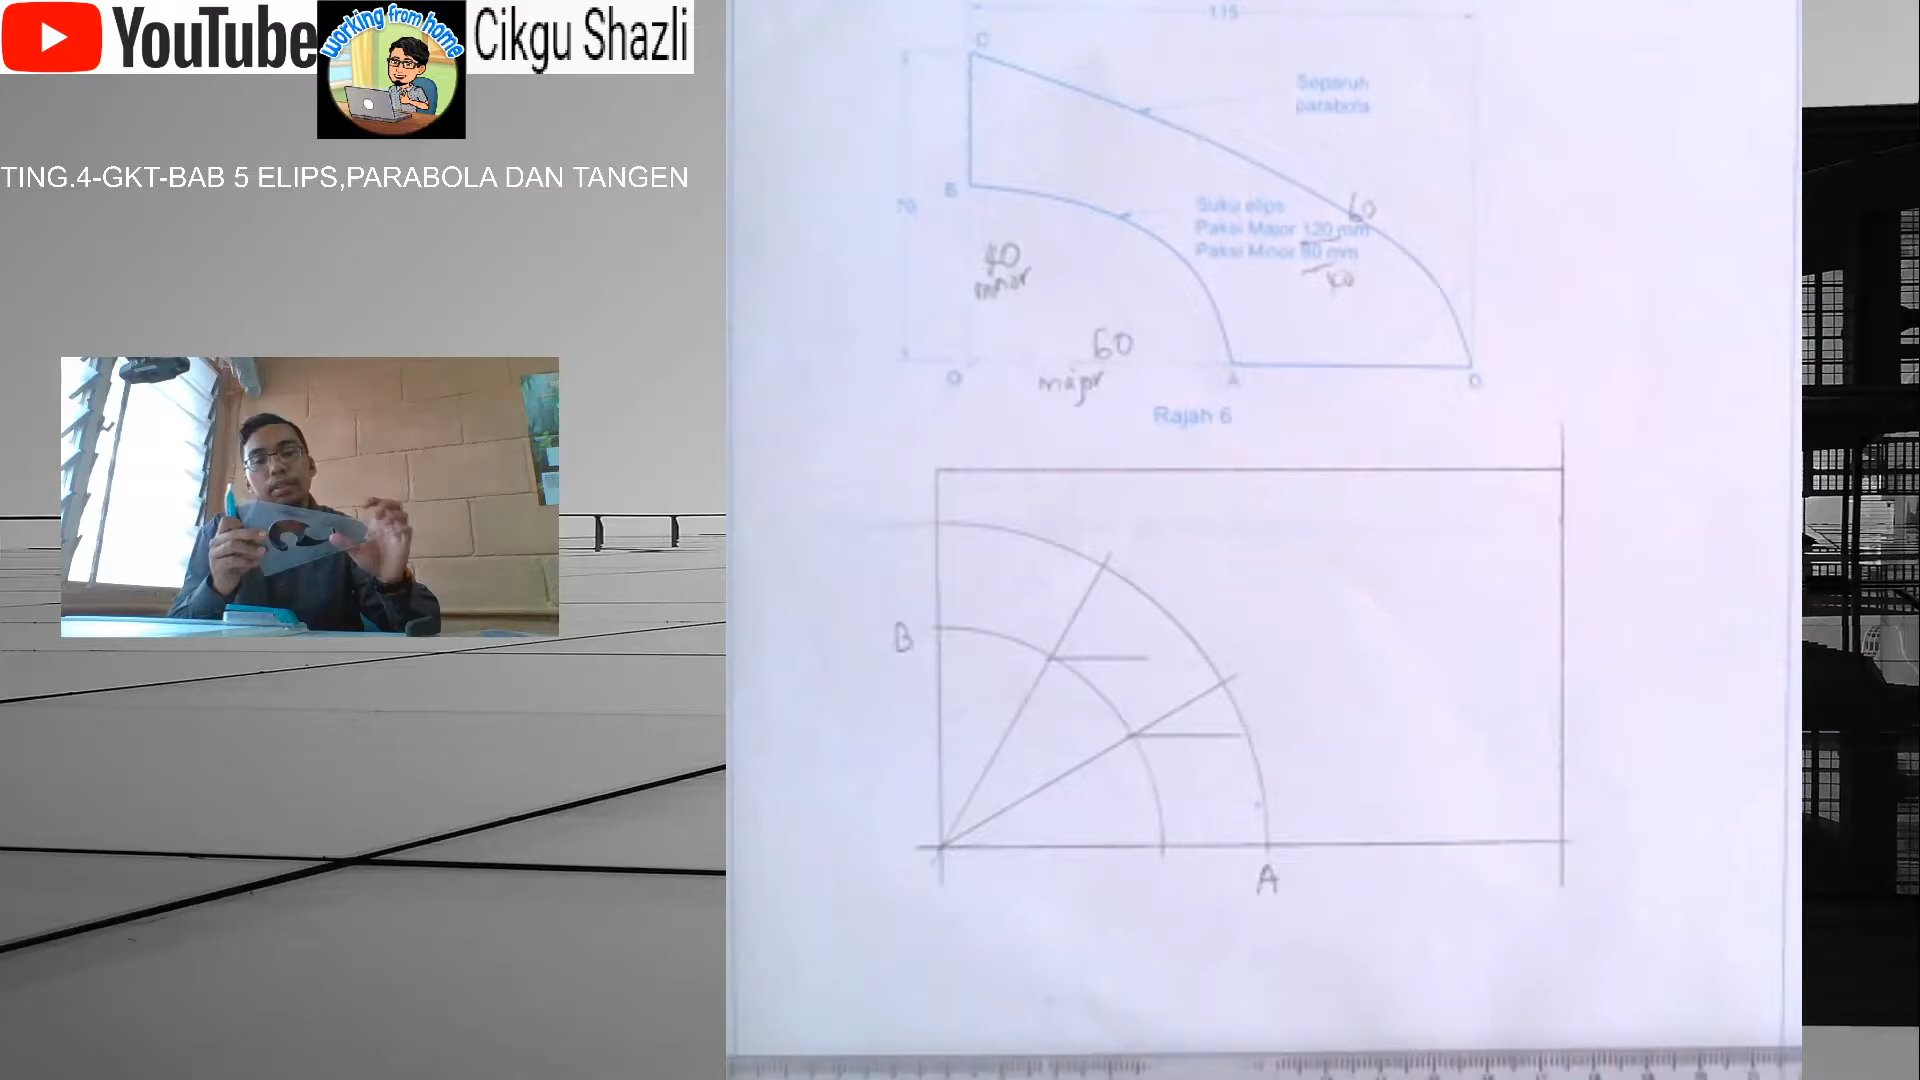 YouTube
working from home
Cikgu Shazli
TING.4-GKT-BAB 5 ELIPS,PARABOLA DAN TANGEN
115
C
Separuh
parabola
B
70
Suku elips
Paksi Major 120 mm
Paksi Minor 80 mm
60
40
minor
40
60
major
O
A
D
Rajah 6
B
A